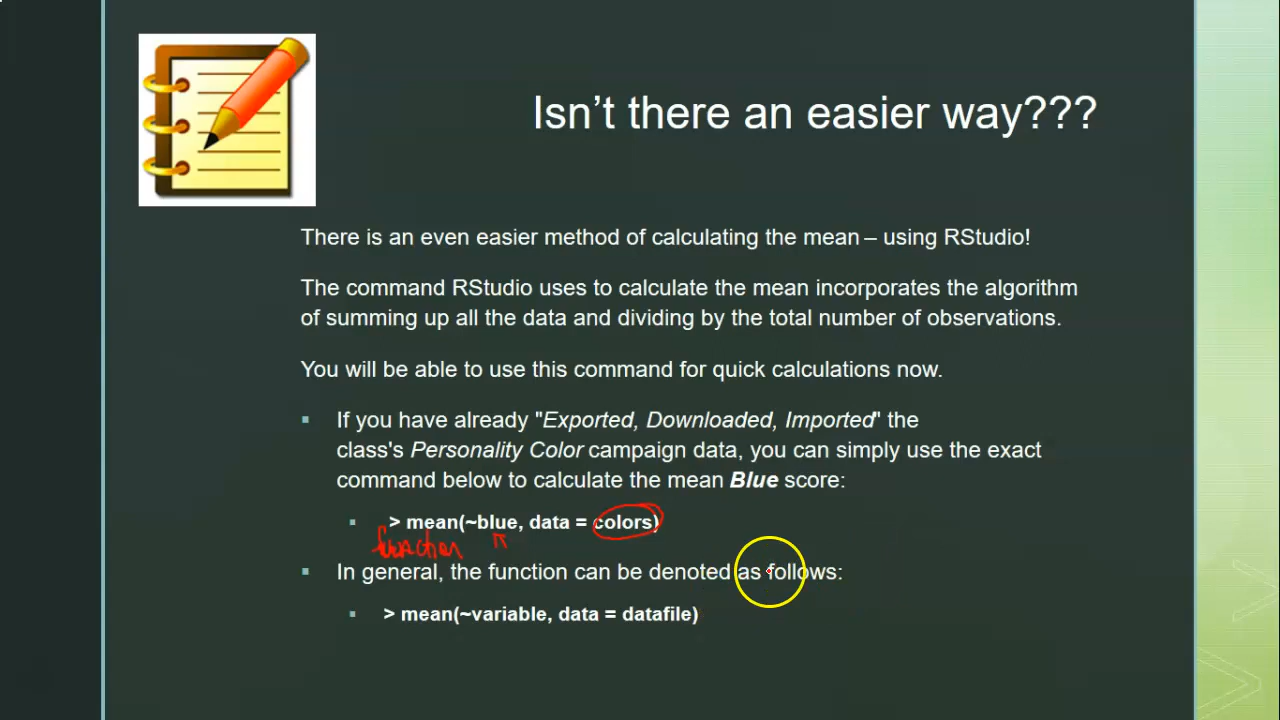 Isn’t there an easier way???
There is an even easier method of calculating the mean – using RStudio!
The command RStudio uses to calculate the mean incorporates the algorithm
of summing up all the data and dividing by the total number of observations.
You will be able to use this command for quick calculations now.
▪ If you have already "Exported, Downloaded, Imported" the
class's Personality Color campaign data, you can simply use the exact
command below to calculate the mean Blue score:
▪ > mean(~blue, data = colors)
function
▪ In general, the function can be denoted as follows:
▪ > mean(~variable, data = datafile)